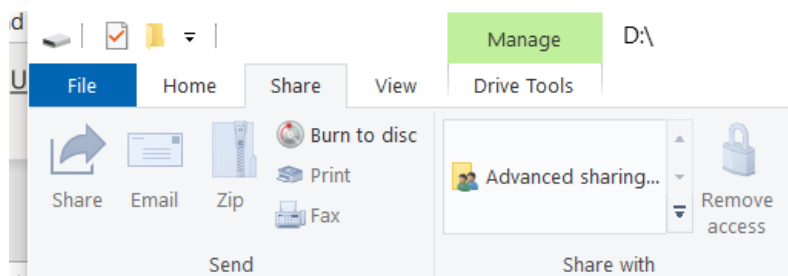 d
Manage
D:\
U
File
Home
Share
View
Drive Tools
Share
Email
Zip
Burn to disc
Print
Fax
Advanced sharing...
Remove
access
Send
Share with